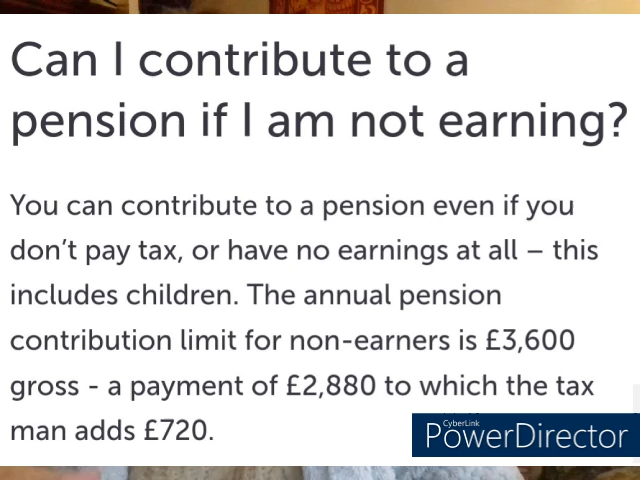 Can I contribute to a
pension if I am not earning?
You can contribute to a pension even if you
don’t pay tax, or have no earnings at all – this
includes children. The annual pension
contribution limit for non-earners is £3,600
gross - a payment of £2,880 to which the tax
man adds £720.
CyberLink
PowerDirector